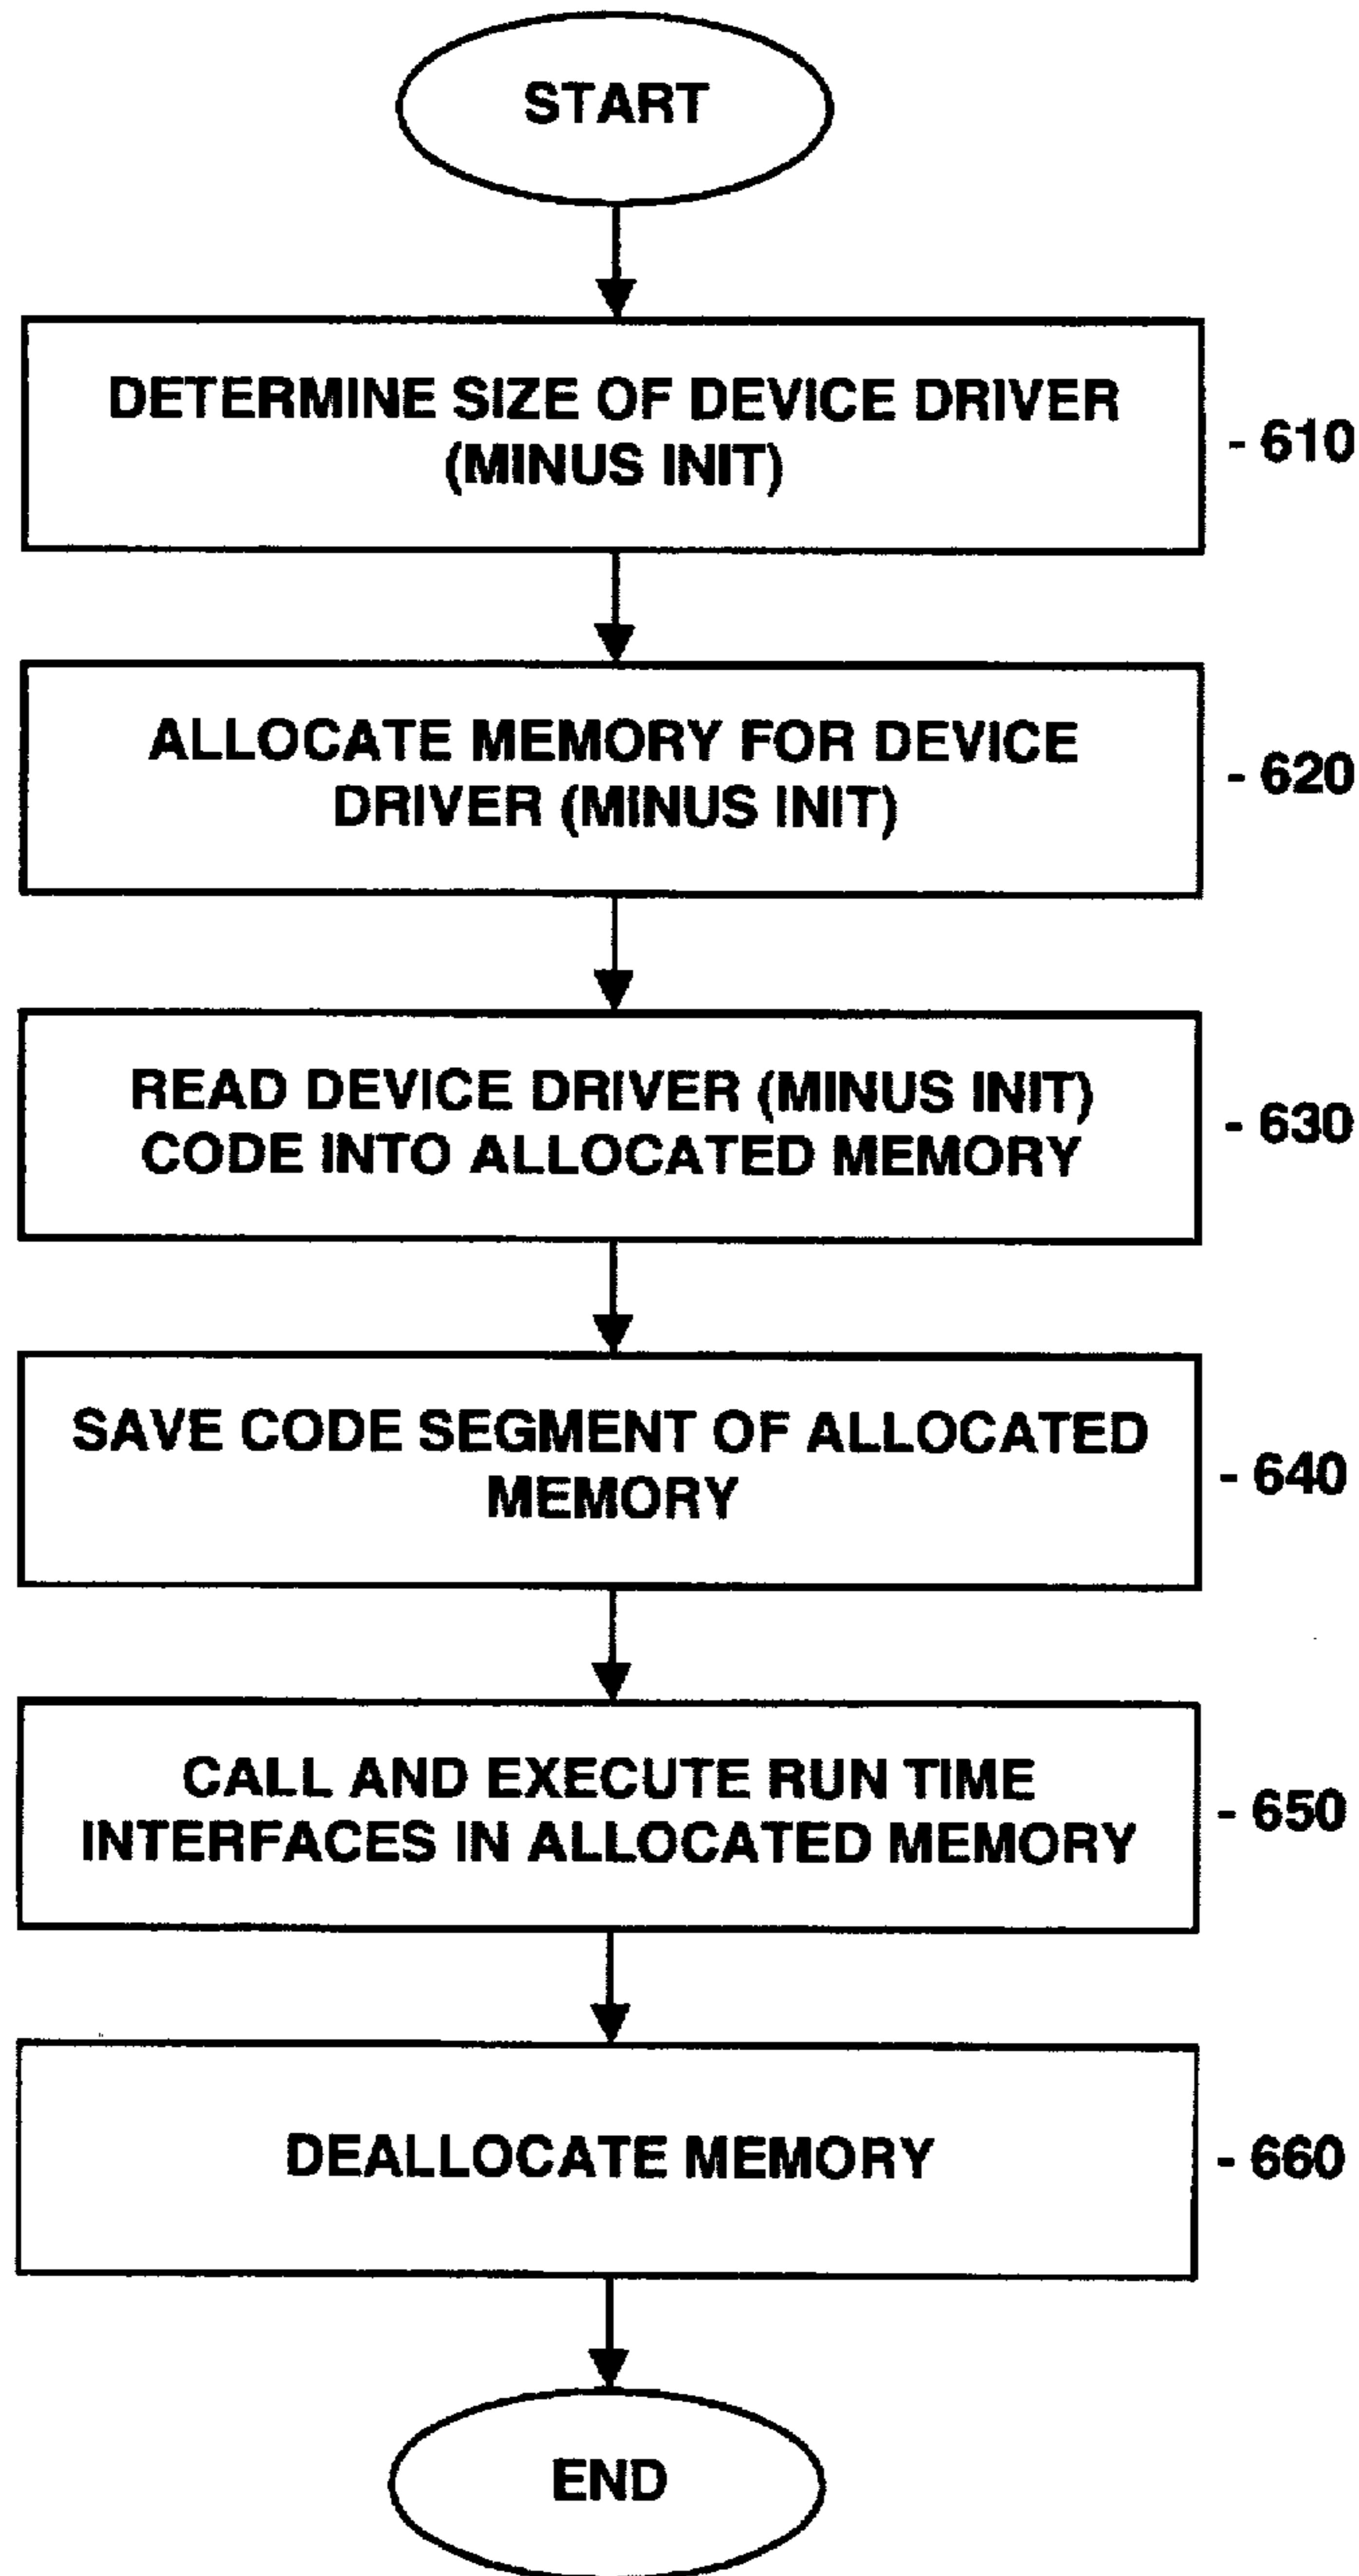 START
DETERMINE SIZE OF DEVICE DRIVER
(MINUS INIT)
- 610
ALLOCATE MEMORY FOR DEVICE
DRIVER (MINUS INIT)
- 620
READ DEVICE DRIVER (MINUS INIT)
CODE INTO ALLOCATED MEMORY
- 630
SAVE CODE SEGMENT OF ALLOCATED
MEMORY
- 640
CALL AND EXECUTE RUN TIME
INTERFACES IN ALLOCATED MEMORY
- 650
DEALLOCATE MEMORY
- 660
END